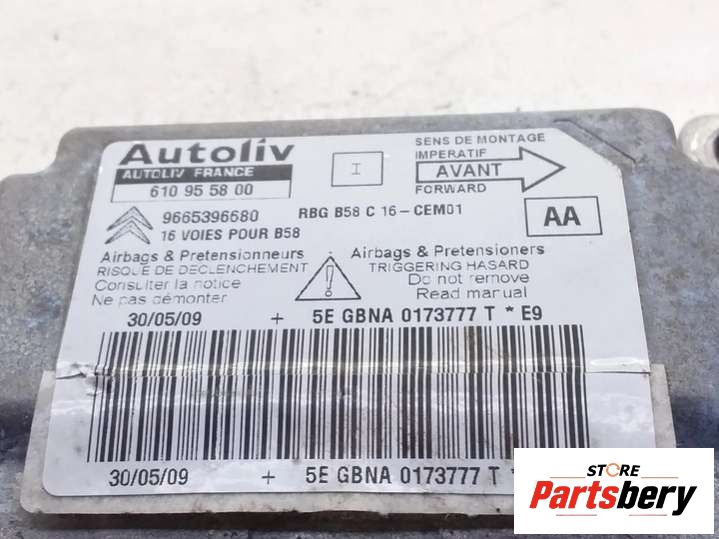 Autoliv
AUTOLIV FRANCE
610 95 58 00
I
SENS DE MONTAGE
IMPERATIF
AVANT
FORWARD
9665396680
RBG B58 C 16-CEM01
16 VOIES POUR B58
AA
Airbags & Pretensionneurs
RISQUE DE DECLENCHEMENT
Consulter la notice
Ne pas démonter
Airbags & Pretensioners
TRIGGERING HASARD
Do not remove
Read manual
30/05/09 + 5E GBNA 0173777 T * E9
30/05/09 + 5E GBNA 0173777 T
STORE
Partsbery